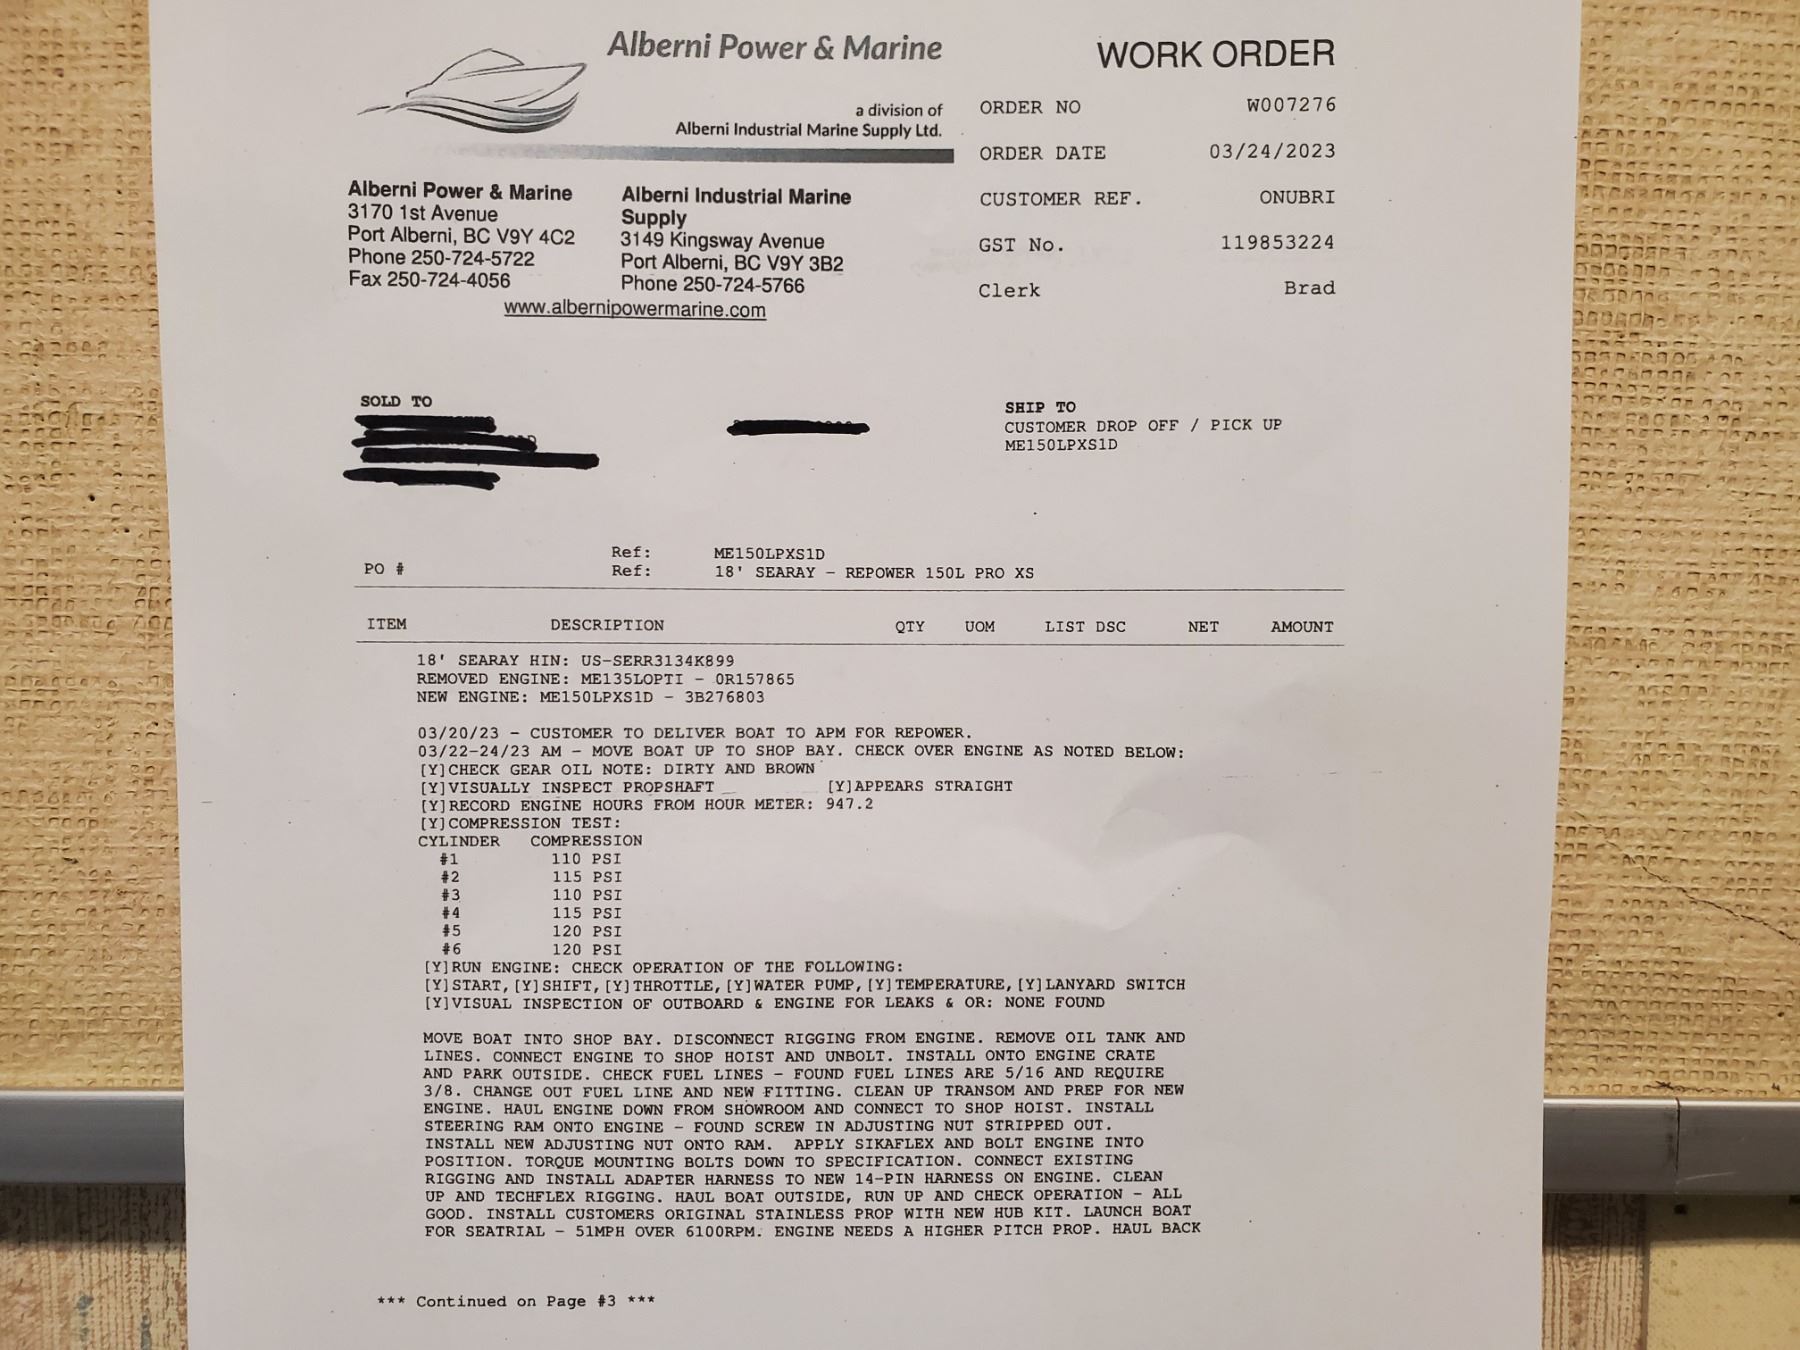 Alberni Power & Marine
a division of
Alberni Industrial Marine Supply Ltd.
WORK ORDER
ORDER NO W007276
ORDER DATE 03/24/2023
CUSTOMER REF. ONUBRI
GST No. 119853224
Clerk Brad
Alberni Power & Marine
3170 1st Avenue
Port Alberni, BC V9Y 4C2
Phone 250-724-5722
Fax 250-724-4056
Alberni Industrial Marine
Supply
3149 Kingsway Avenue
Port Alberni, BC V9Y 3B2
Phone 250-724-5766
www.albernipowermarine.com
SOLD TO
SHIP TO
CUSTOMER DROP OFF / PICK UP
ME150LPXS1D
Ref: ME150LPXS1D
PO # Ref: 18' SEARAY - REPOWER 150L PRO XS
ITEM DESCRIPTION QTY UOM LIST DSC NET AMOUNT
18' SEARAY HIN: US-SERR3134K899
REMOVED ENGINE: ME135LOPTI - 0R157865
NEW ENGINE: ME150LPXS1D - 3B276803
03/20/23 - CUSTOMER TO DELIVER BOAT TO APM FOR REPOWER.
03/22-24/23 AM - MOVE BOAT UP TO SHOP BAY. CHECK OVER ENGINE AS NOTED BELOW:
[Y]CHECK GEAR OIL NOTE: DIRTY AND BROWN
[Y]VISUALLY INSPECT PROPSHAFT [Y]APPEARS STRAIGHT
[Y]RECORD ENGINE HOURS FROM HOUR METER: 947.2
[Y]COMPRESSION TEST:
CYLINDER COMPRESSION
#1 110 PSI
#2 115 PSI
#3 110 PSI
#4 115 PSI
#5 120 PSI
#6 120 PSI
[Y]RUN ENGINE: CHECK OPERATION OF THE FOLLOWING:
[Y]START,[Y]SHIFT,[Y]THROTTLE,[Y]WATER PUMP,[Y]TEMPERATURE,[Y]LANYARD SWITCH
[Y]VISUAL INSPECTION OF OUTBOARD & ENGINE FOR LEAKS & OR: NONE FOUND
MOVE BOAT INTO SHOP BAY. DISCONNECT RIGGING FROM ENGINE. REMOVE OIL TANK AND
LINES. CONNECT ENGINE TO SHOP HOIST AND UNBOLT. INSTALL ONTO ENGINE CRATE
AND PARK OUTSIDE. CHECK FUEL LINES - FOUND FUEL LINES ARE 5/16 AND REQUIRE
3/8. CHANGE OUT FUEL LINE AND NEW FITTING. CLEAN UP TRANSOM AND PREP FOR NEW
ENGINE. HAUL ENGINE DOWN FROM SHOWROOM AND CONNECT TO SHOP HOIST. INSTALL
STEERING RAM ONTO ENGINE - FOUND SCREW IN ADJUSTING NUT STRIPPED OUT.
INSTALL NEW ADJUSTING NUT ONTO RAM. APPLY SIKAFLEX AND BOLT ENGINE INTO
POSITION. TORQUE MOUNTING BOLTS DOWN TO SPECIFICATION. CONNECT EXISTING
RIGGING AND INSTALL ADAPTER HARNESS TO NEW 14-PIN HARNESS ON ENGINE. CLEAN
UP AND TECHFLEX RIGGING. HAUL BOAT OUTSIDE, RUN UP AND CHECK OPERATION - ALL
GOOD. INSTALL CUSTOMERS ORIGINAL STAINLESS PROP WITH NEW HUB KIT. LAUNCH BOAT
FOR SEATRIAL - 51MPH OVER 6100RPM. ENGINE NEEDS A HIGHER PITCH PROP. HAUL BACK
*** Continued on Page #3 ***